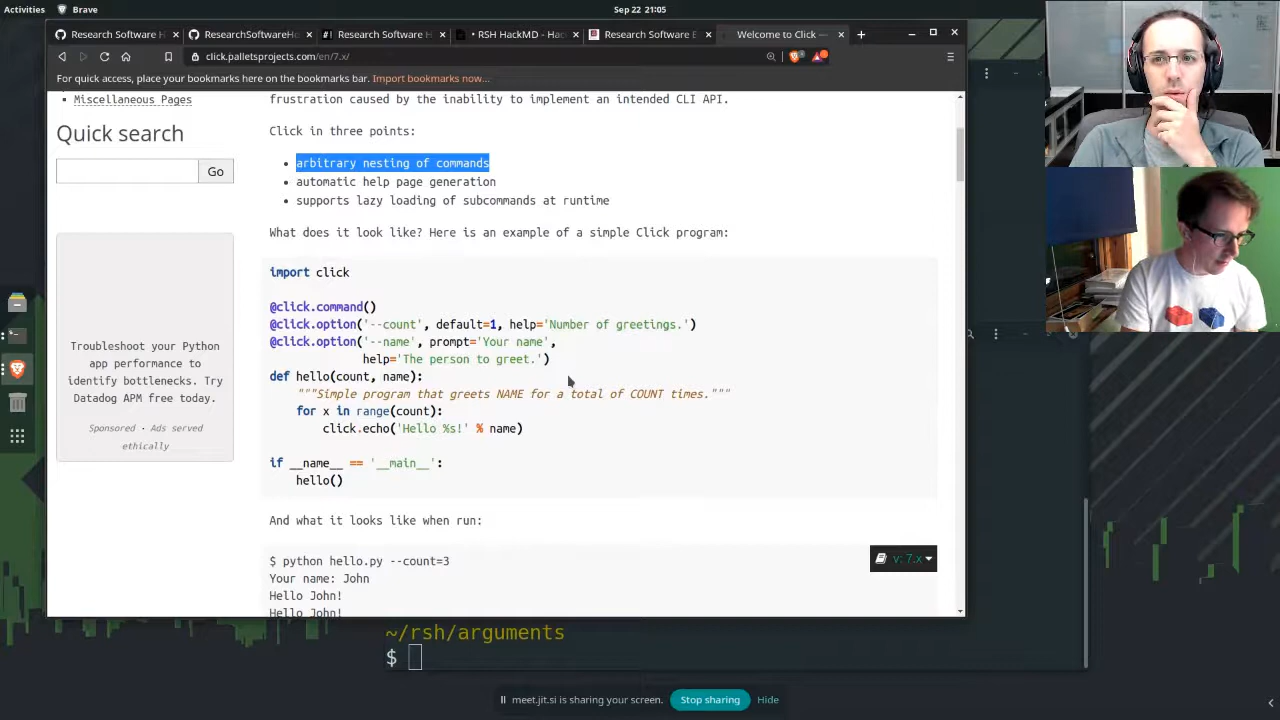 Activities
Brave
Sep 22 21:05
Research Software H
ResearchSoftwareHo
Research Software H
• RSH HackMD - Hac
Research Software E
Welcome to Click —
click.palletsprojects.com/en/7.x/
For quick access, place your bookmarks here on the bookmarks bar. Import bookmarks now...
Miscellaneous Pages
Quick search
Go
Troubleshoot your Python
app performance to
identify bottlenecks. Try
Datadog APM free today.
Sponsored · Ads served
ethically
frustration caused by the inability to implement an intended CLI API.
Click in three points:
arbitrary nesting of commands
automatic help page generation
supports lazy loading of subcommands at runtime
What does it look like? Here is an example of a simple Click program:
import click
@click.command()
@click.option('--count', default=1, help='Number of greetings.')
@click.option('--name', prompt='Your name',
help='The person to greet.')
def hello(count, name):
"""Simple program that greets NAME for a total of COUNT times."""
for x in range(count):
click.echo('Hello %s!' % name)
if __name__ == '__main__':
hello()
And what it looks like when run:
$ python hello.py --count=3
Your name: John
Hello John!
Hello John!
v: 7.x
~/rsh/arguments
$
meet.jit.si is sharing your screen.
Stop sharing
Hide